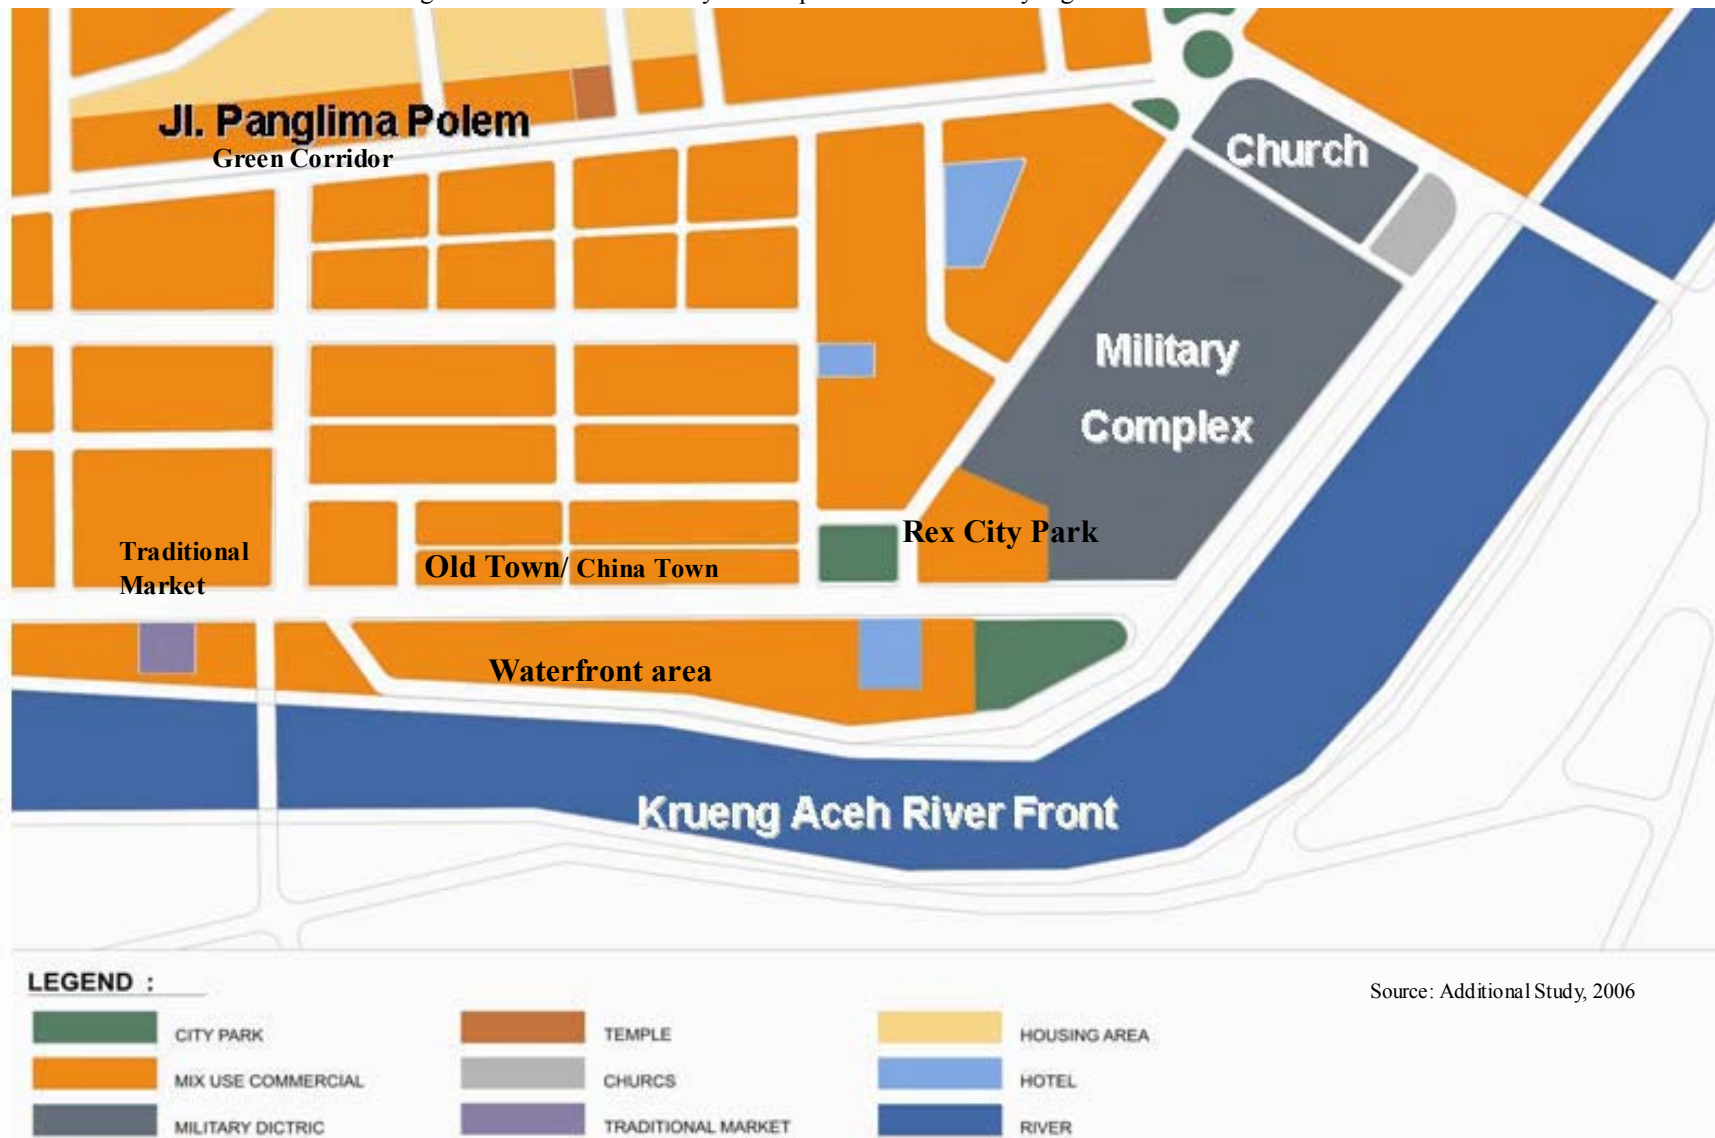 Jl. Panglima Polem
Green Corridor
Church
Military
Complex
Rex City Park
Traditional
Market
Old Town/ China Town
Waterfront area
Krueng Aceh River Front
LEGEND :
Source: Additional Study, 2006
CITY PARK
TEMPLE
HOUSING AREA
MIX USE COMMERCIAL
CHURCS
HOTEL
MILITARY DICTRIC
TRADITIONAL MARKET
RIVER